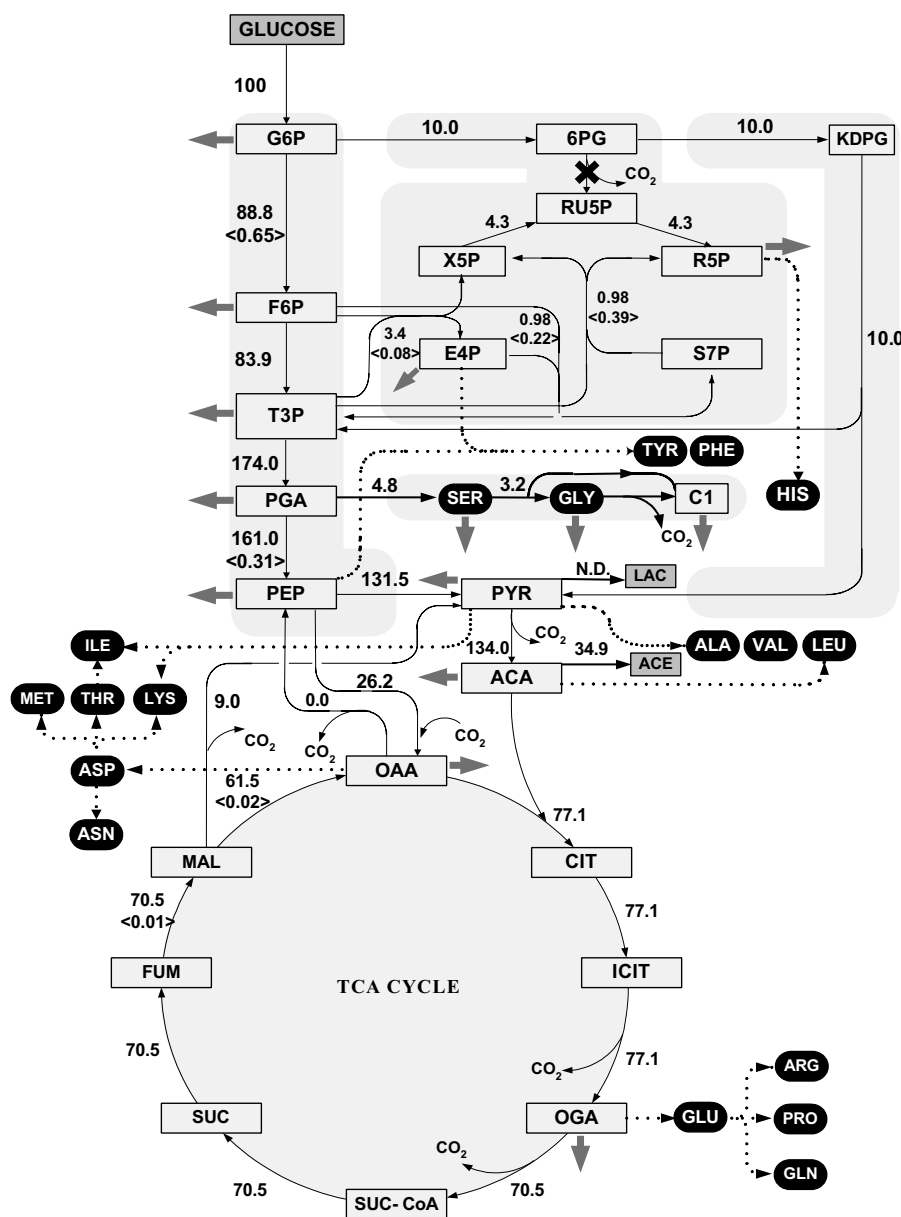 GLUCOSE
100
G6P
10.0
6PG
10.0
KDPG
CO2
88.8
<0.65>
RU5P
4.3
4.3
X5P
R5P
F6P
83.9
3.4
<0.08>
E4P
0.98
<0.22>
0.98
<0.39>
S7P
10.0
T3P
174.0
TYR
PHE
HIS
PGA
4.8
SER
3.2
GLY
C1
CO2
161.0
<0.31>
PEP
131.5
PYR
N.D.
LAC
ILE
134.0
CO2
34.9
ALA
VAL
LEU
ACE
ACA
MET
THR
LYS
9.0
0.0
26.2
CO2
CO2
CO2
ASP
61.5
<0.02>
OAA
ASN
77.1
MAL
CIT
70.5
<0.01>
77.1
FUM
TCA CYCLE
ICIT
70.5
CO2
77.1
ARG
SUC
OGA
GLU
PRO
CO2
GLN
70.5
70.5
SUC- CoA